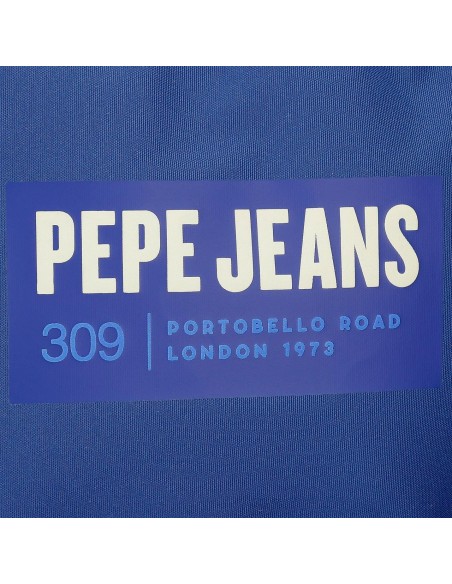 PEPE JEANS
309 | PORTOBELLO ROAD
LONDON 1973